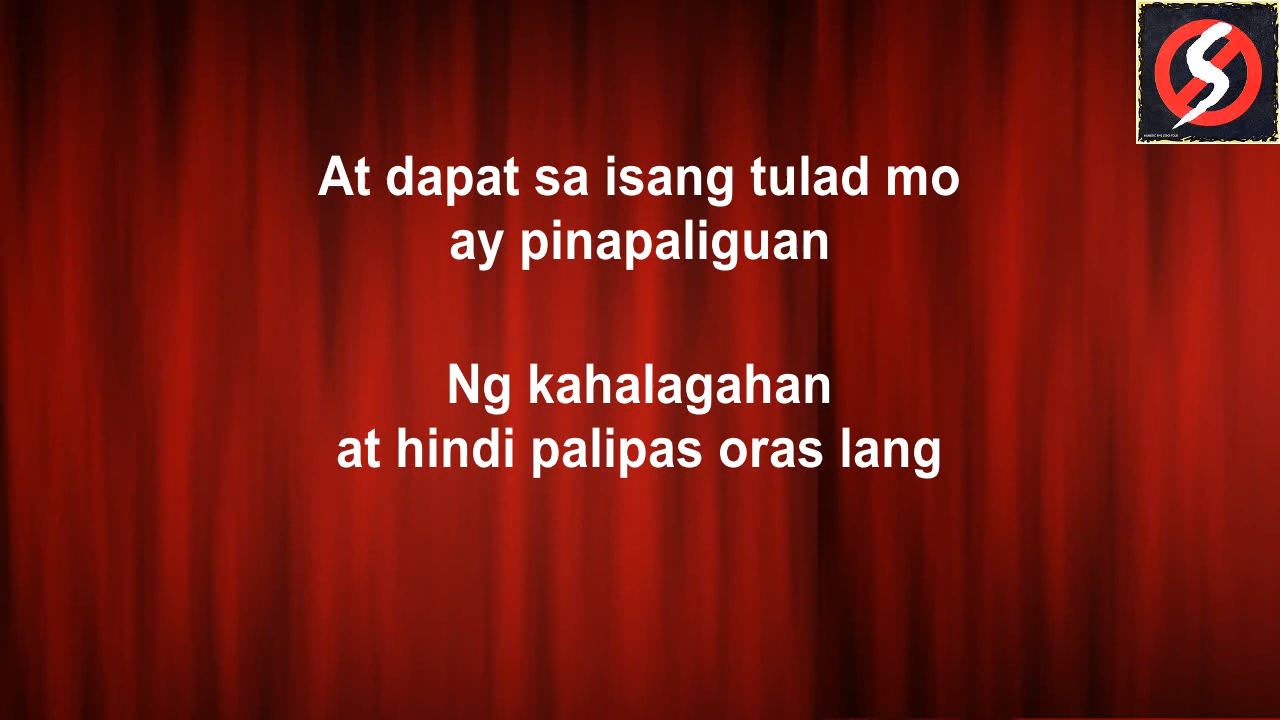 At dapat sa isang tulad mo
ay pinapaliguan
Ng kahalagahan
at hindi palipas oras lang
S